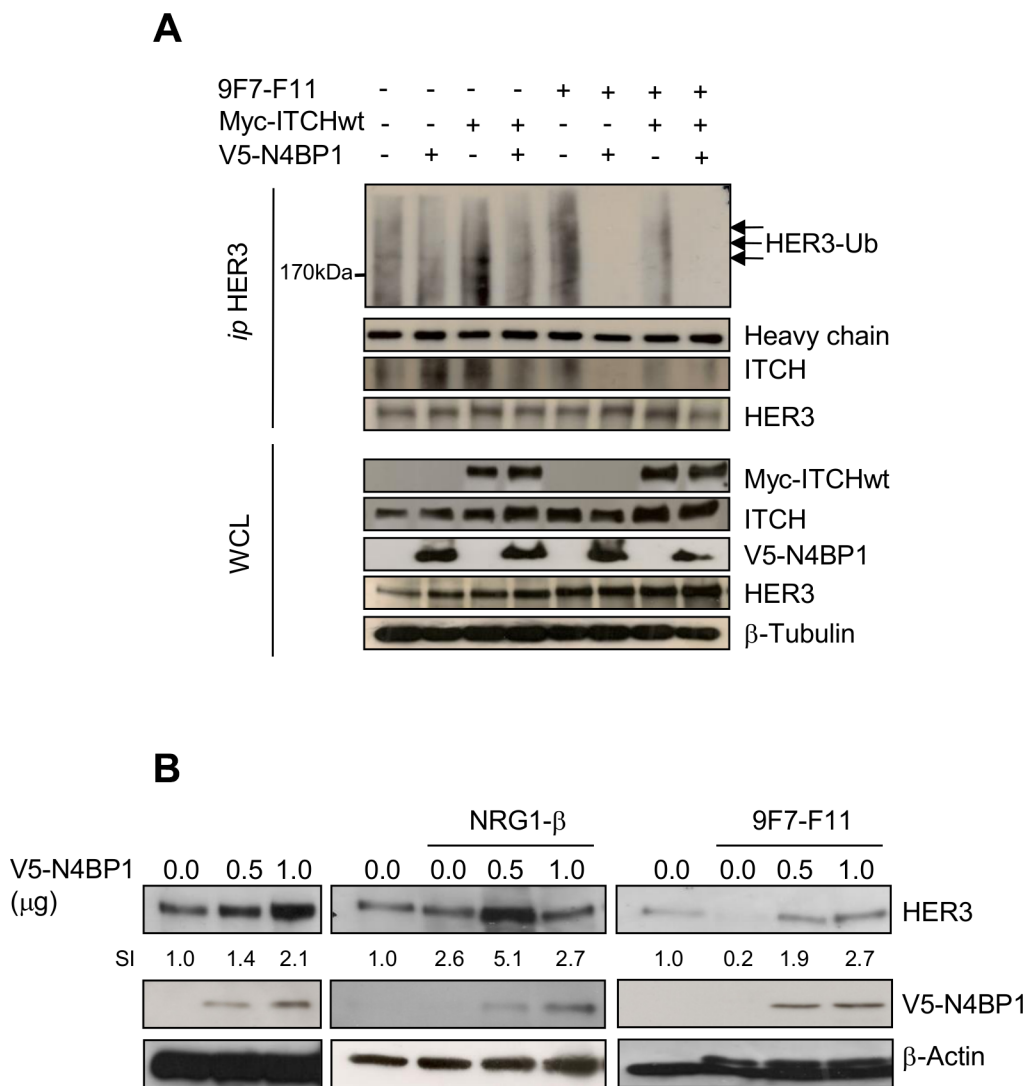 A
9F7-F11 - - - - + + + +
Myc-ITCHwt - - + + - - + +
V5-N4BP1 - + - + - + - +
ip HER3
170kDa
HER3-Ub
Heavy chain
ITCH
HER3
WCL
Myc-ITCHwt
ITCH
V5-N4BP1
HER3
β-Tubulin
B
NRG1-β 9F7-F11
V5-N4BP1 0.0 0.5 1.0 0.0 0.0 0.5 1.0 0.0 0.0 0.5 1.0
(μg)
HER3
SI 1.0 1.4 2.1 1.0 2.6 5.1 2.7 1.0 0.2 1.9 2.7
V5-N4BP1
β-Actin